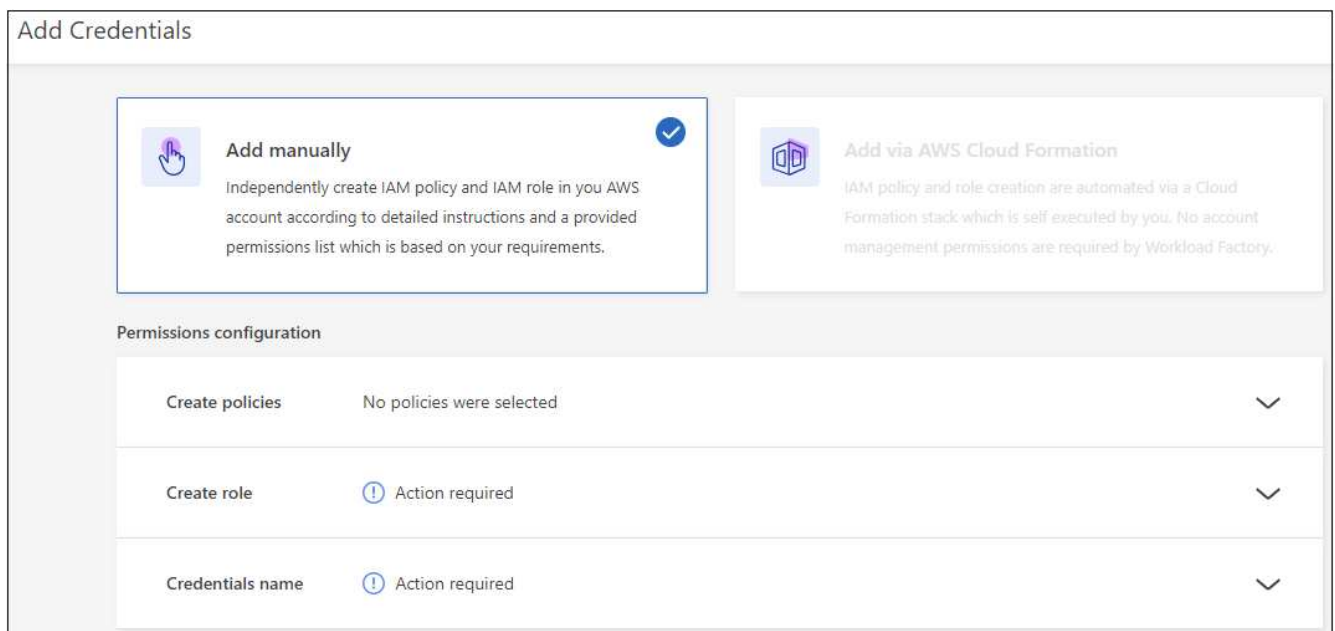 Add Credentials
Add manually
Independently create IAM policy and IAM role in you AWS
account according to detailed instructions and a provided
permissions list which is based on your requirements.
Add via AWS Cloud Formation
IAM policy and role creation are automated via a Cloud
Formation stack which is self executed by you. No account
management permissions are required by Workload Factory.
Permissions configuration
Create policies No policies were selected
Create role Action required
Credentials name Action required